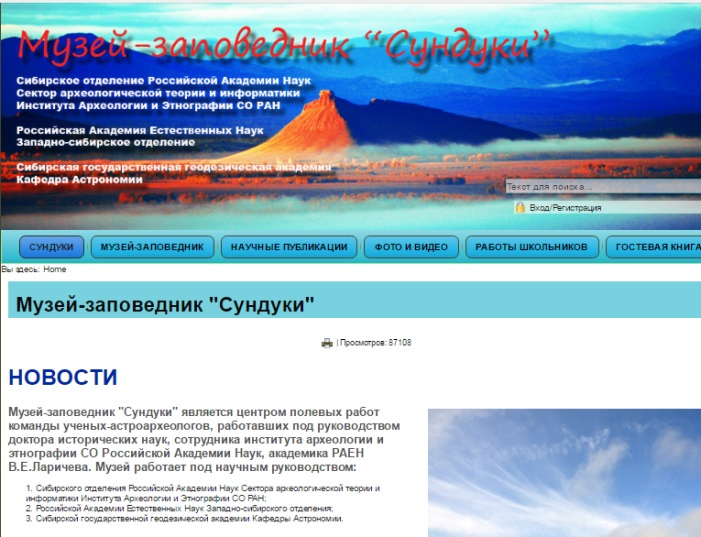 Музей-заповедник “Сундуки”
Сибирское отделение Российской Академии Наук
Сектор археологической теории и информатики
Института Археологии и Этнографии СО РАН
Российская Академия Естественных Наук
Западно-сибирское отделение
Сибирская государственная геодезическая академия
Кафедра Астрономии
Текст для поиска...
Вход/Регистрация
СУНДУКИ МУЗЕЙ-ЗАПОВЕДНИК НАУЧНЫЕ ПУБЛИКАЦИИ ФОТО И ВИДЕО РАБОТЫ ШКОЛЬНИКОВ ГОСТЕВАЯ КНИГА
Вы здесь: Home
Музей-заповедник "Сундуки"
| Просмотров: 87108
НОВОСТИ
Музей-заповедник "Сундуки" является центром полевых работ
команды ученых-астроархеологов, работавших под руководством
доктора исторических наук, сотрудника института археологии и
этнографии СО Российской Академии Наук, академика РАЕН
В.Е.Ларичева. Музей работает под научным руководством:
1. Сибирского отделения Российской Академии Наук Сектора археологической теории и
информатики Института Археологии и Этнографии СО РАН;
2. Российской Академии Естественных Наук Западно-сибирского отделения;
3. Сибирской государственной геодезической академии Кафедры Астрономии.